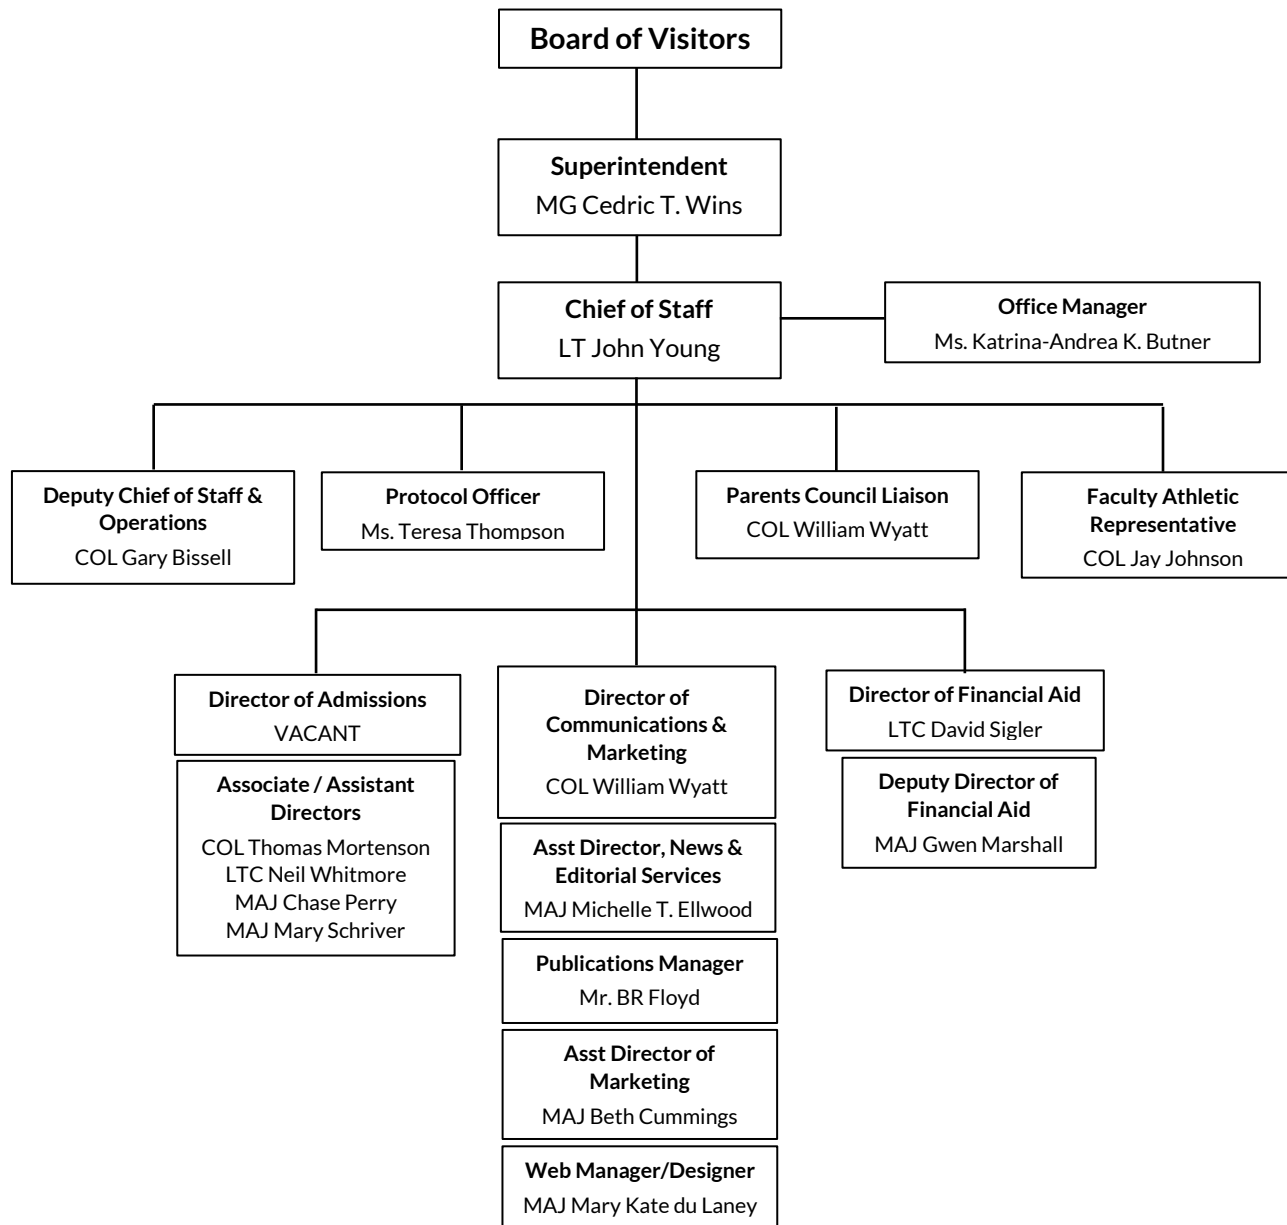 Board of Visitors
Superintendent
MG Cedric T. Wins
Chief of Staff
LT John Young
Office Manager
Ms. Katrina-Andrea K. Butner
Deputy Chief of Staff &
Operations
COL Gary Bissell
Protocol Officer
Ms. Teresa Thompson
Parents Council Liaison
COL William Wyatt
Faculty Athletic
Representative
COL Jay Johnson
Director of Admissions
VACANT
Associate / Assistant
Directors
COL Thomas Mortenson
LTC Neil Whitmore
MAJ Chase Perry
MAJ Mary Schriver
Director of
Communications &
Marketing
COL William Wyatt
Asst Director, News &
Editorial Services
MAJ Michelle T. Ellwood
Publications Manager
Mr. BR Floyd
Asst Director of
Marketing
MAJ Beth Cummings
Web Manager/Designer
MAJ Mary Kate du Laney
Director of Financial Aid
LTC David Sigler
Deputy Director of
Financial Aid
MAJ Gwen Marshall